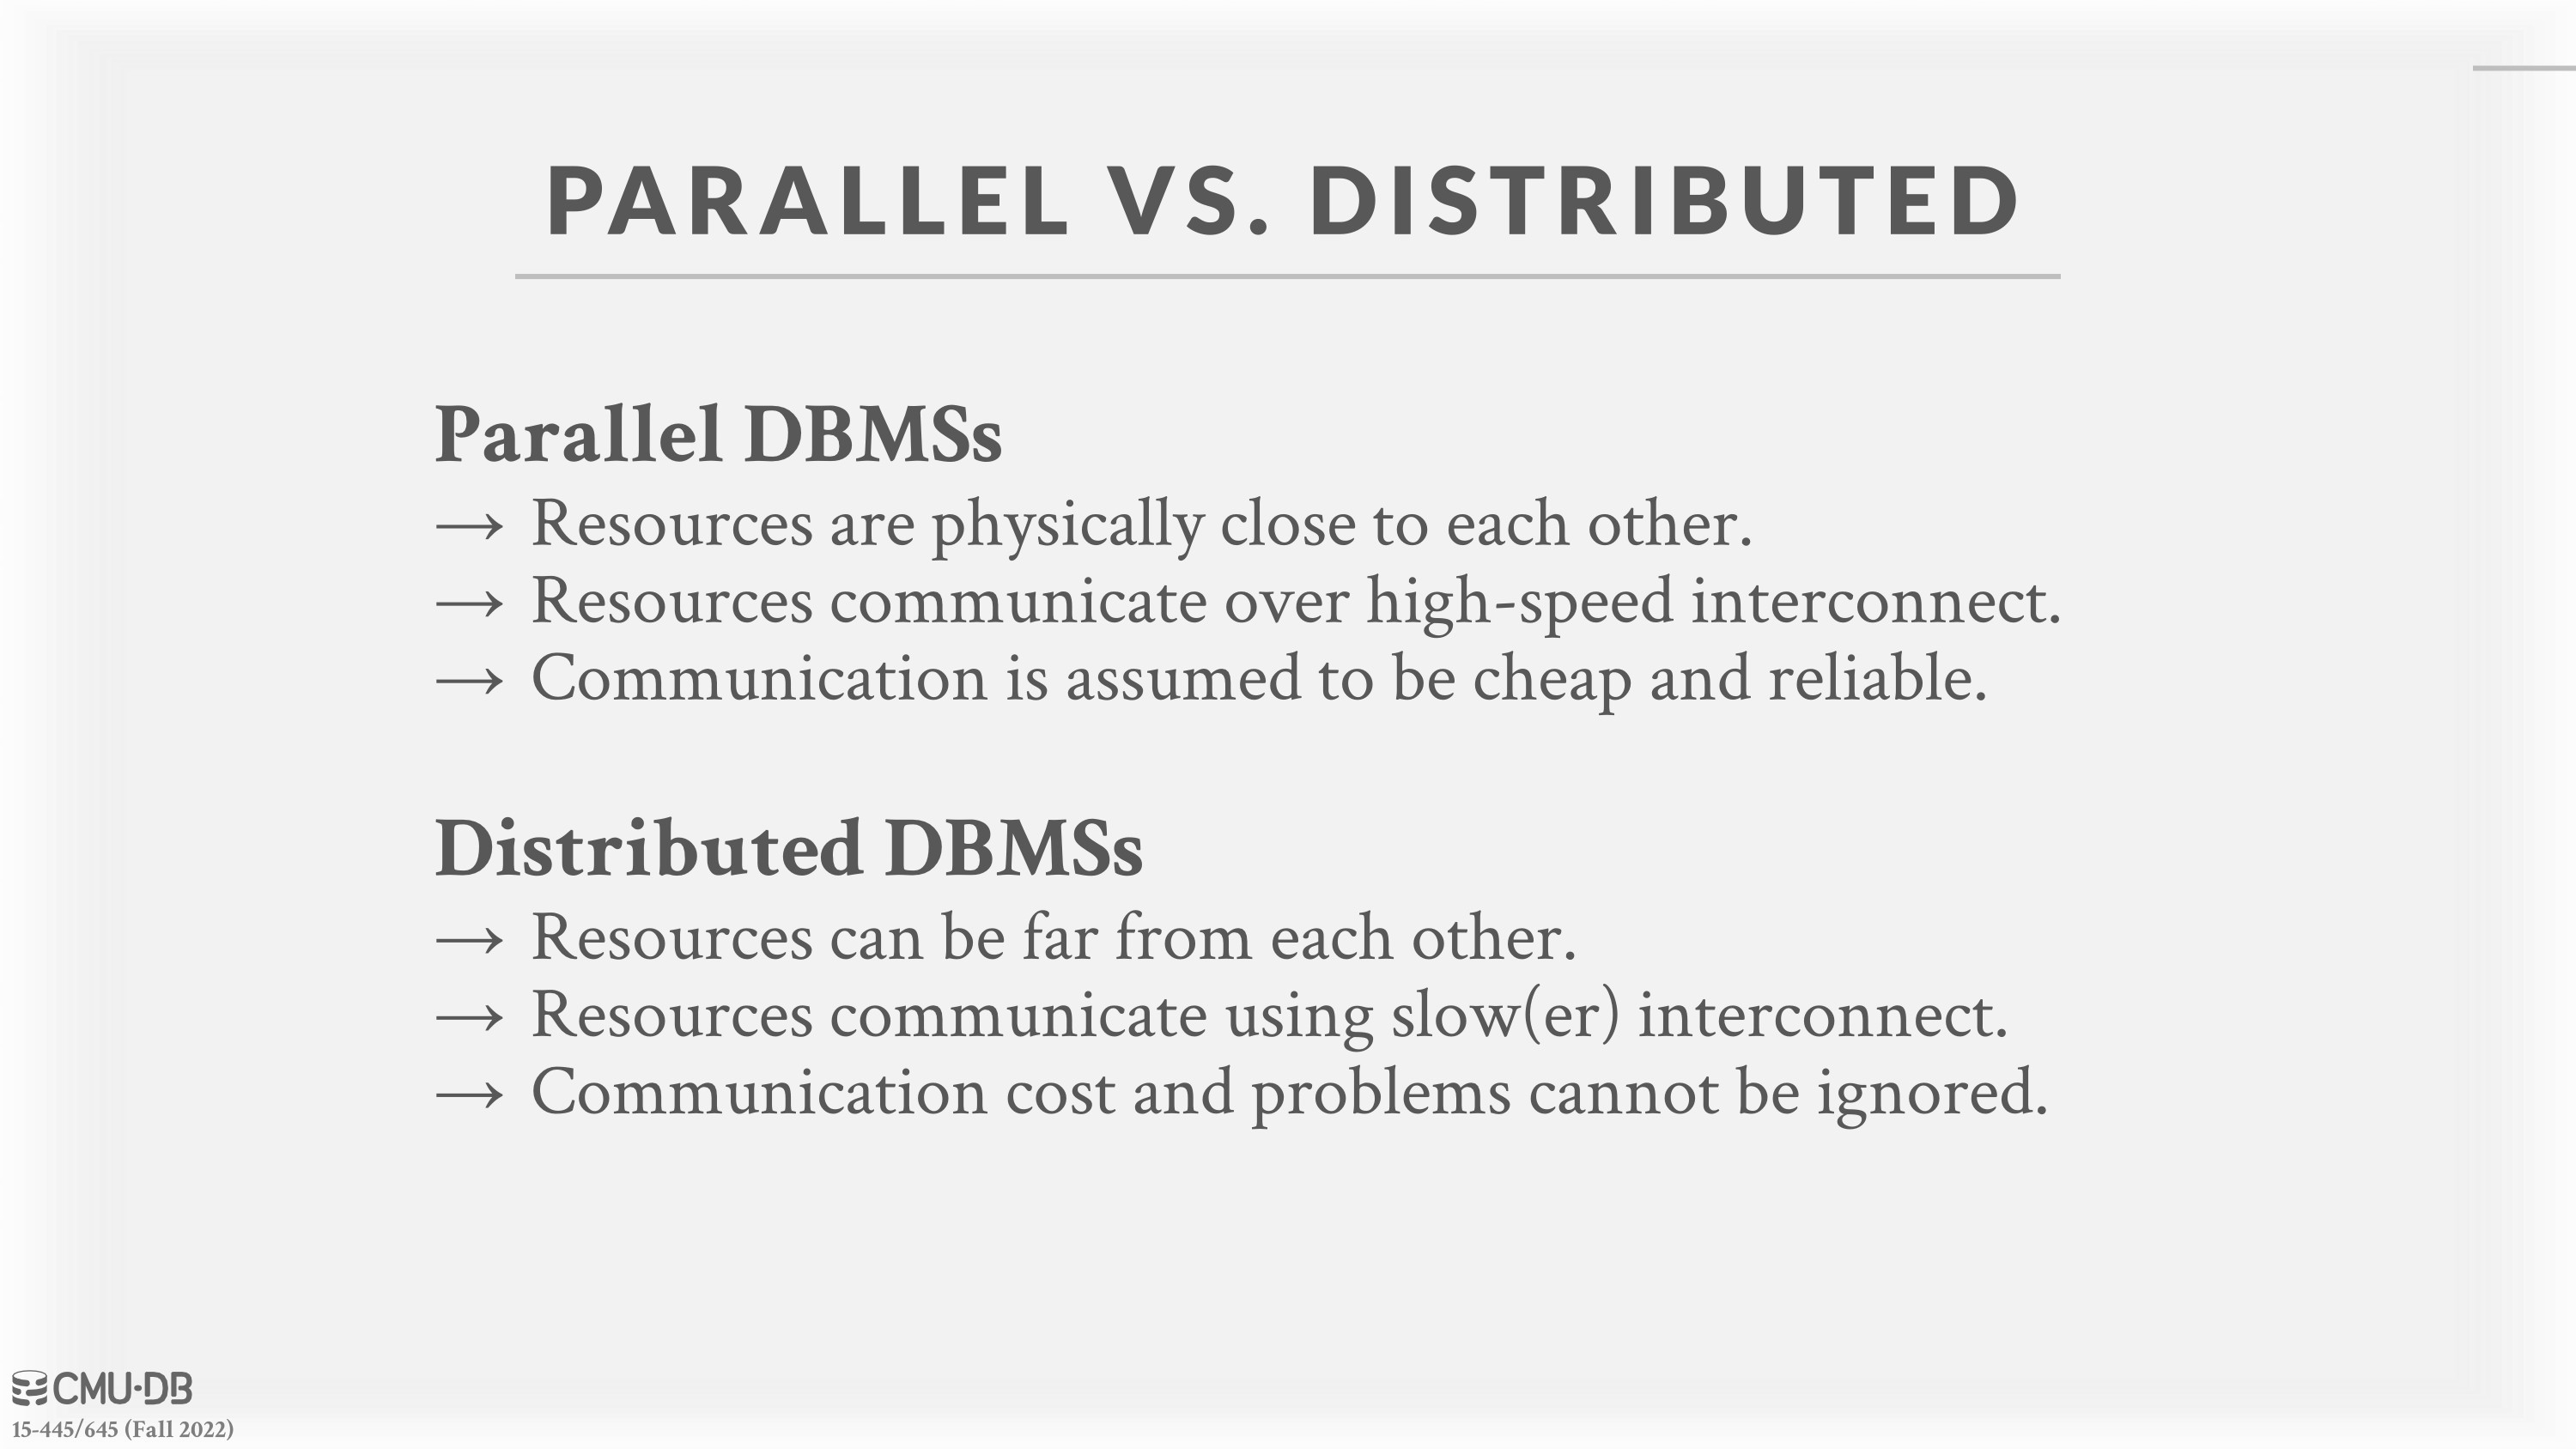 PARALLEL VS. DISTRIBUTED
Parallel DBMSs
→ Resources are physically close to each other.
→ Resources communicate over high-speed interconnect.
→ Communication is assumed to be cheap and reliable.
Distributed DBMSs
→ Resources can be far from each other.
→ Resources communicate using slow(er) interconnect.
→ Communication cost and problems cannot be ignored.
CMU·DB
15-445/645 (Fall 2022)